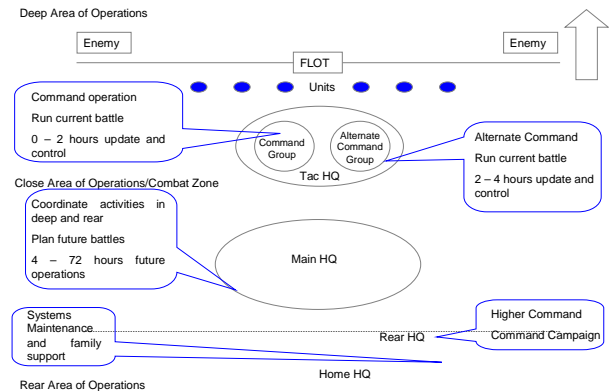 Deep Area of Operations
Enemy
Enemy
FLOT
Units
Command operation
Run current battle
0 – 2 hours update and
control
Command
Group
Alternate
Command
Group
Tac HQ
Alternate Command
Run current battle
2 – 4 hours update and
control
Close Area of Operations/Combat Zone
Coordinate activities in
deep and rear
Plan future battles
4 – 72 hours future
operations
Main HQ
Systems
Maintenance
and family
support
Higher Command
Command Campaign
Rear HQ
Home HQ
Rear Area of Operations